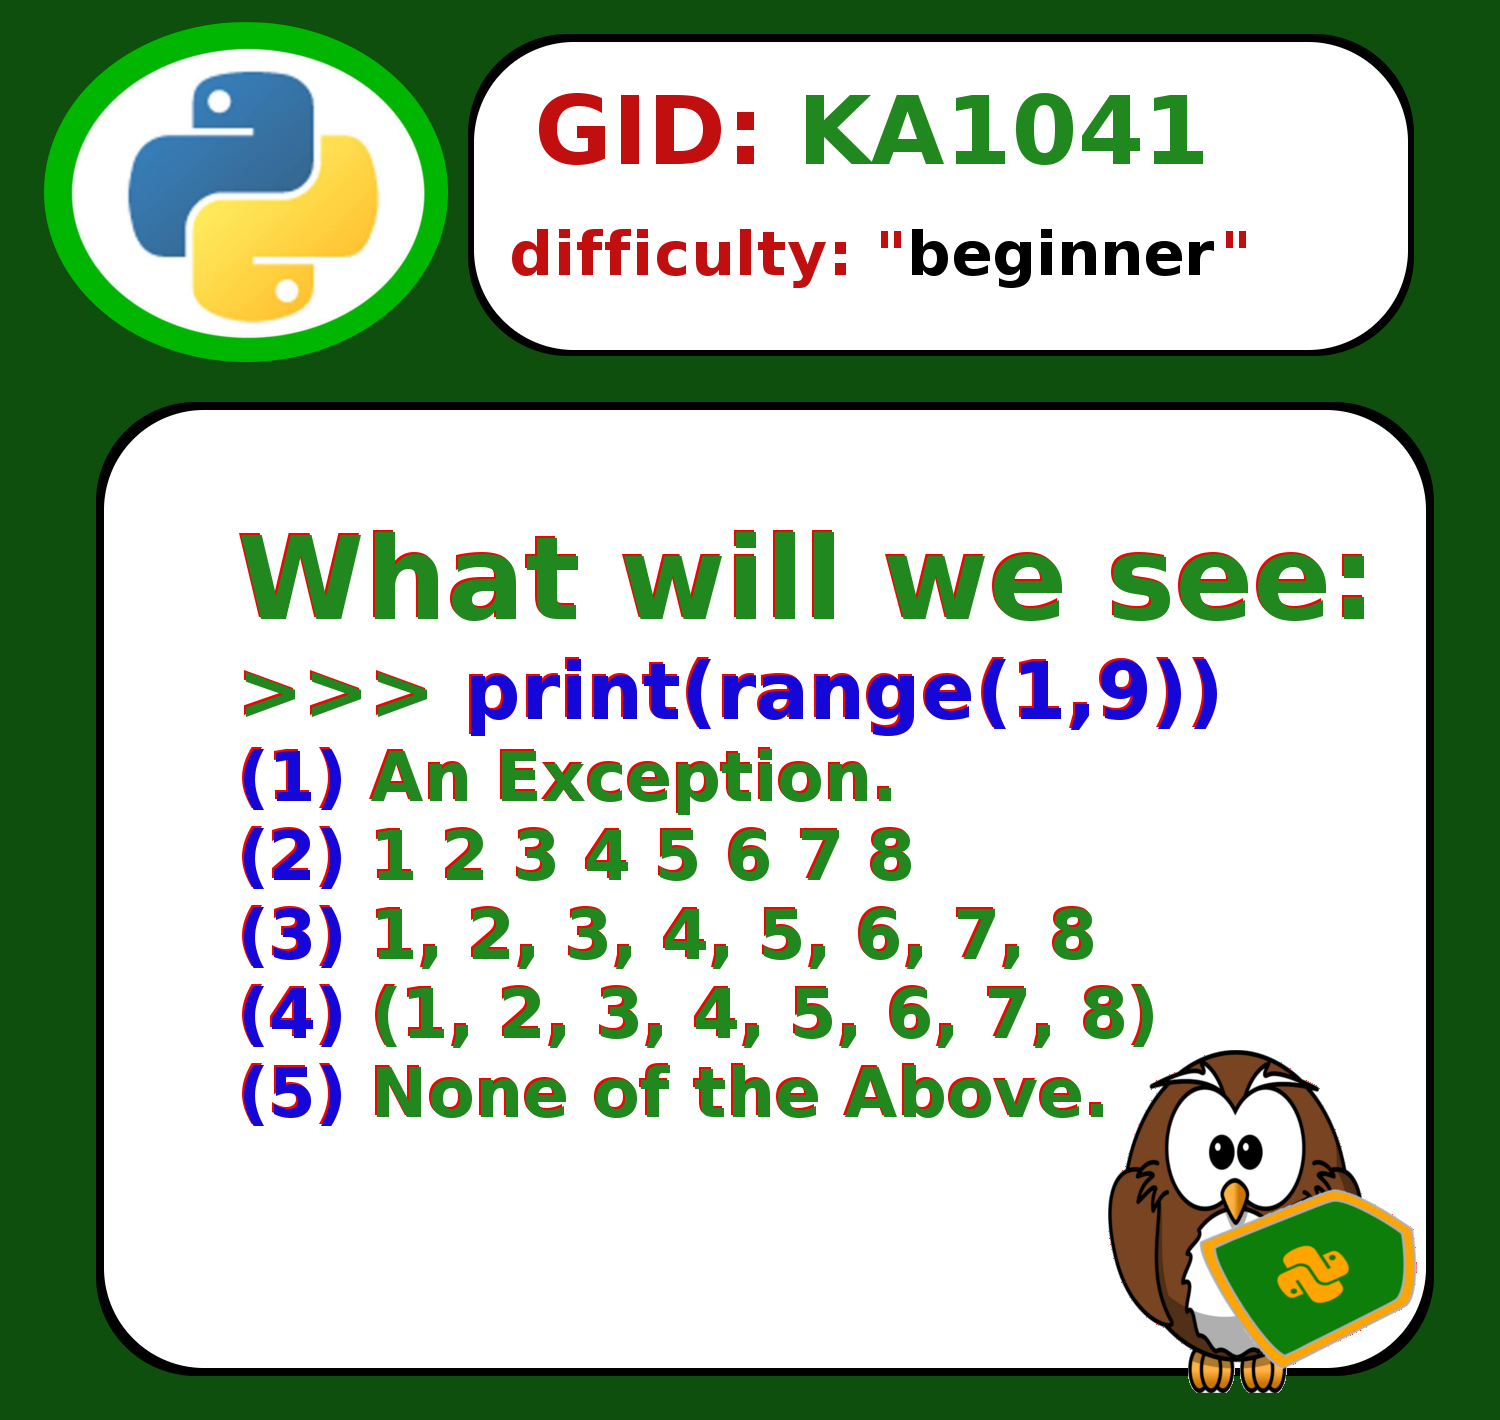 GID: KA1041
difficulty: "beginner"
What will we see:
>>> print(range(1,9))
(1) An Exception.
(2) 1 2 3 4 5 6 7 8
(3) 1, 2, 3, 4, 5, 6, 7, 8
(4) (1, 2, 3, 4, 5, 6, 7, 8)
(5) None of the Above.